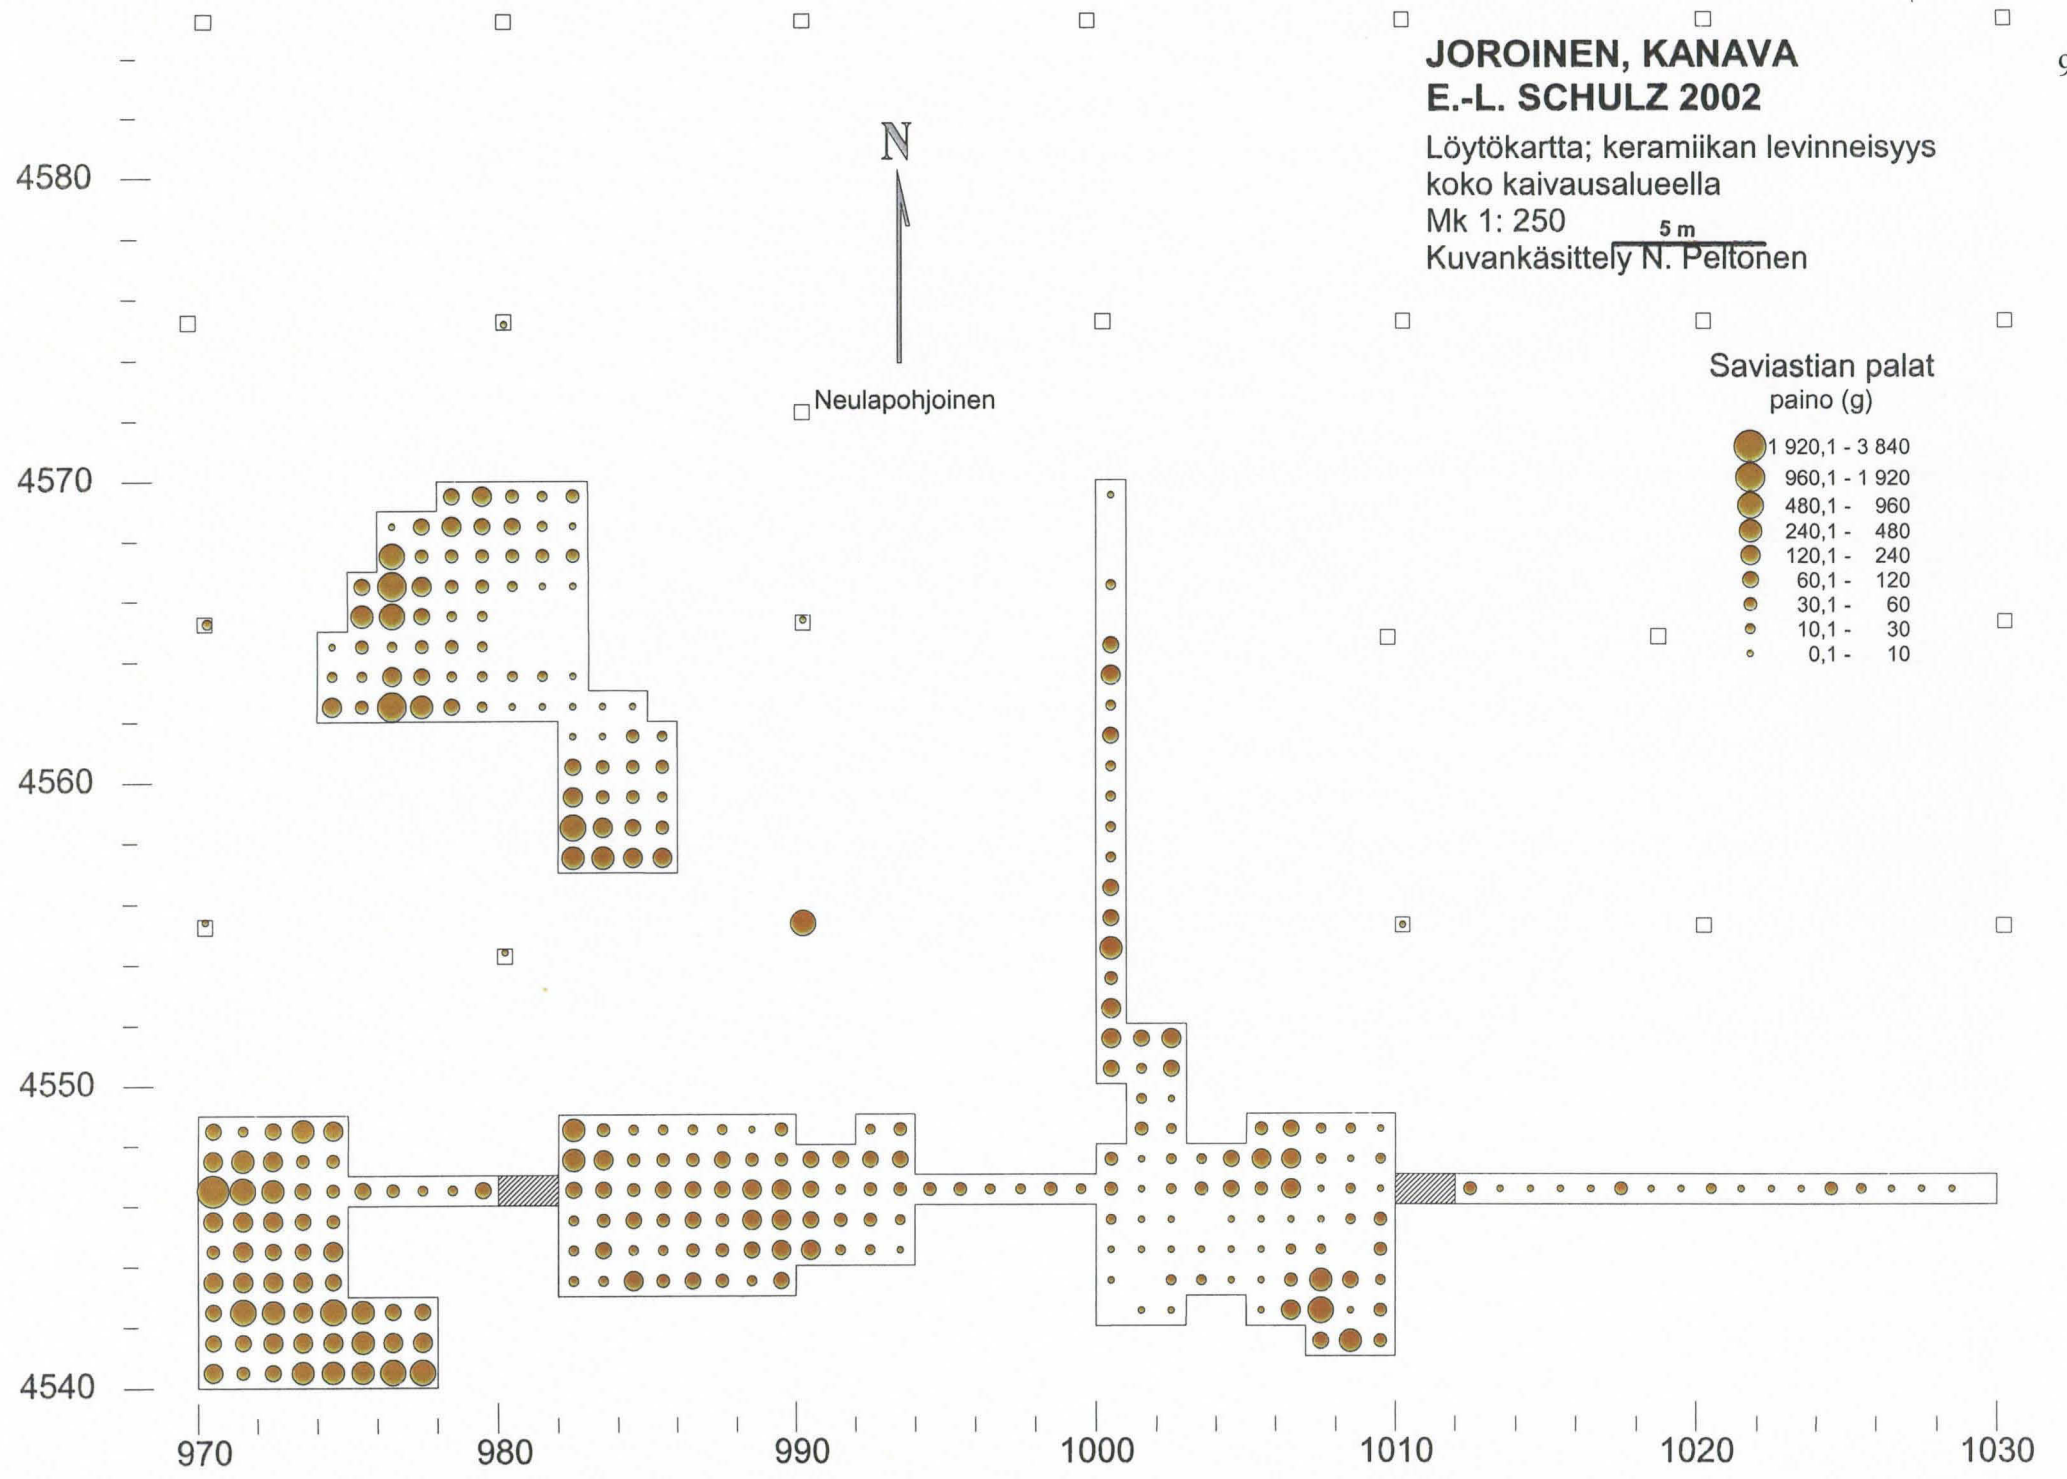 JOROINEN, KANAVA
E.-L. SCHULZ 2002
Löytökartta; keramiikan levinneisyys
koko kaivausalueella
Mk 1: 250
5 m
Kuvankäsittely N. Peltonen
N
Neulapohjoinen
Saviastian palat
paino (g)
1 920,1 - 3 840
960,1 - 1 920
480,1 - 960
240,1 - 480
120,1 - 240
60,1 - 120
30,1 - 60
10,1 - 30
0,1 - 10
4580
4570
4560
4550
4540
970 980 990 1000 1010 1020 1030